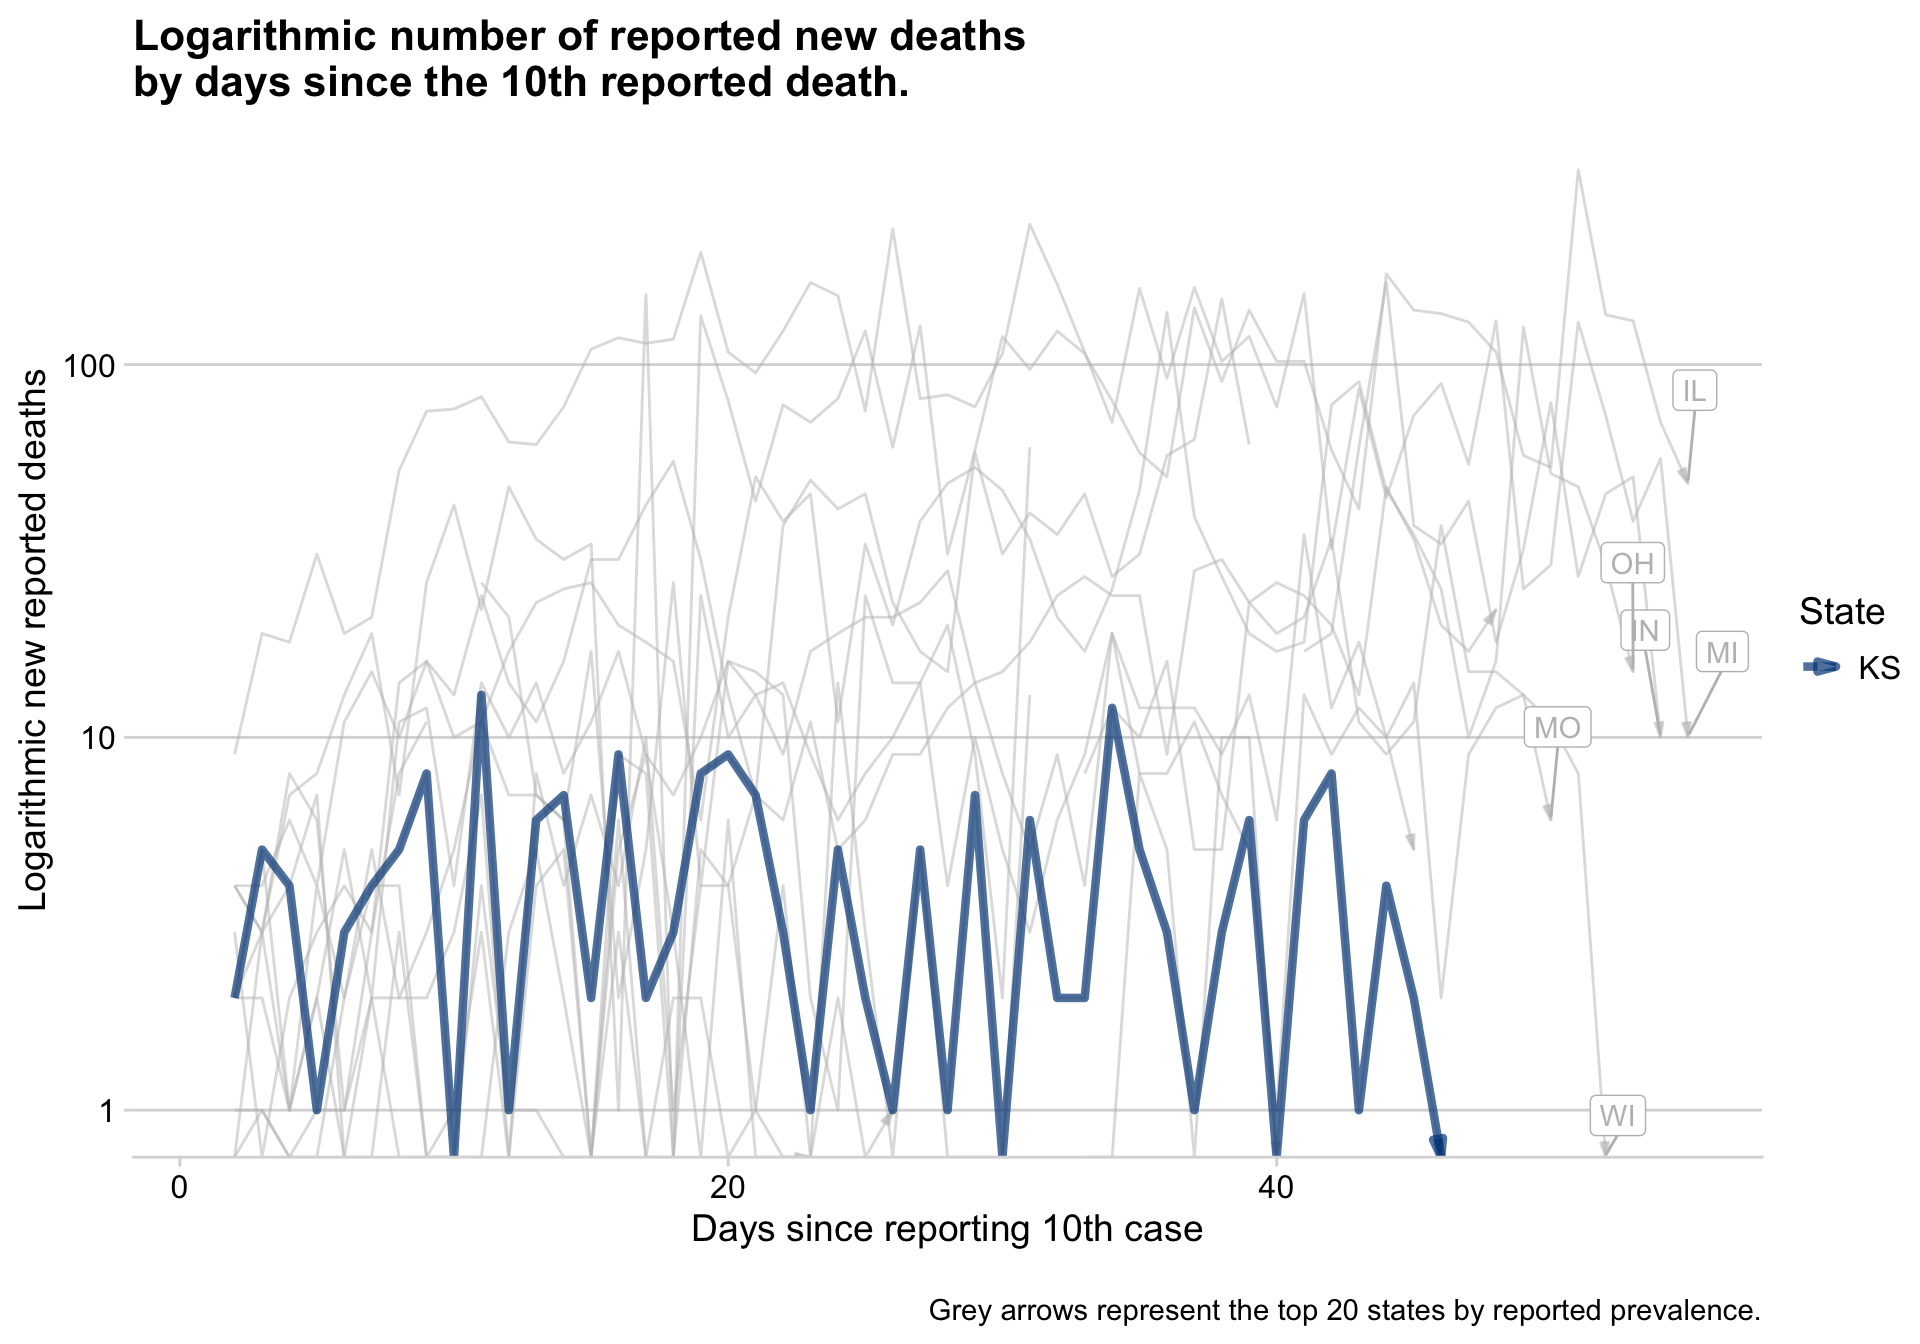 Logarithmic number of reported new deaths
by days since the 10th reported death.
Logarithmic new reported deaths
100
10
1
IL
OH
IN
MI
MO
WI
State
KS
0
20
40
Days since reporting 10th case
Grey arrows represent the top 20 states by reported prevalence.